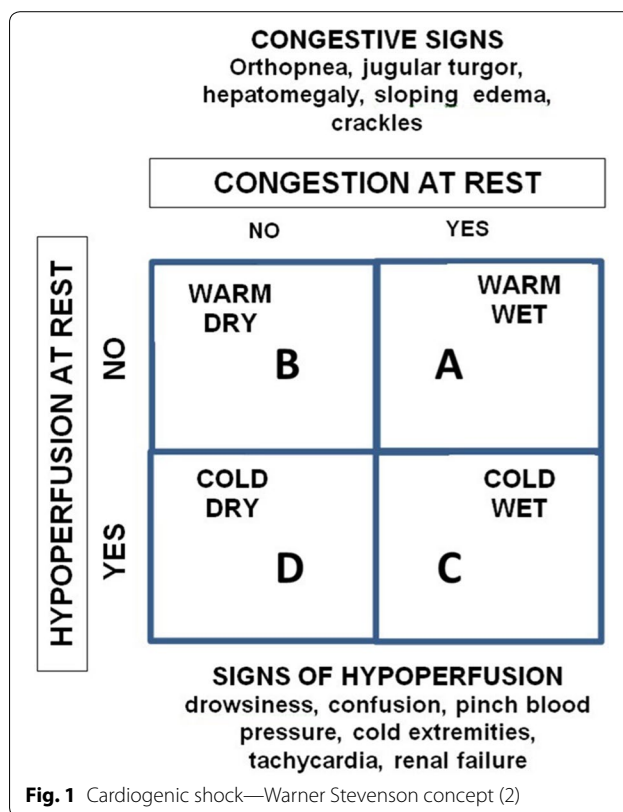 CONGESTIVE SIGNS
Orthopnea, jugular turgor,
hepatomegaly, sloping edema,
crackles
CONGESTION AT REST
NO YES
HYPOPERFUSION AT REST
NO
YES
WARM
DRY
B
WARM
WET
A
COLD
DRY
D
COLD
WET
C
SIGNS OF HYPOPERFUSION
drowsiness, confusion, pinch blood
pressure, cold extremities,
tachycardia, renal failure
Fig. 1 Cardiogenic shock—Warner Stevenson concept (2)